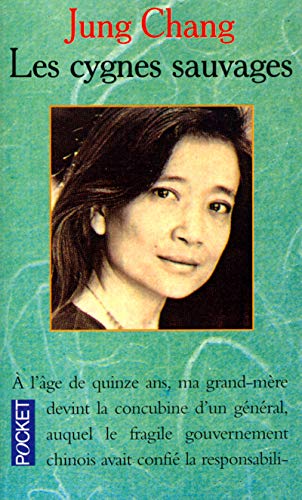 Jung Chang
Les cygnes sauvages
À l'âge de quinze ans, ma grand-mère
devint la concubine d'un général,
auquel le fragile gouvernement
chinois avait confié la responsabili-
POCKET